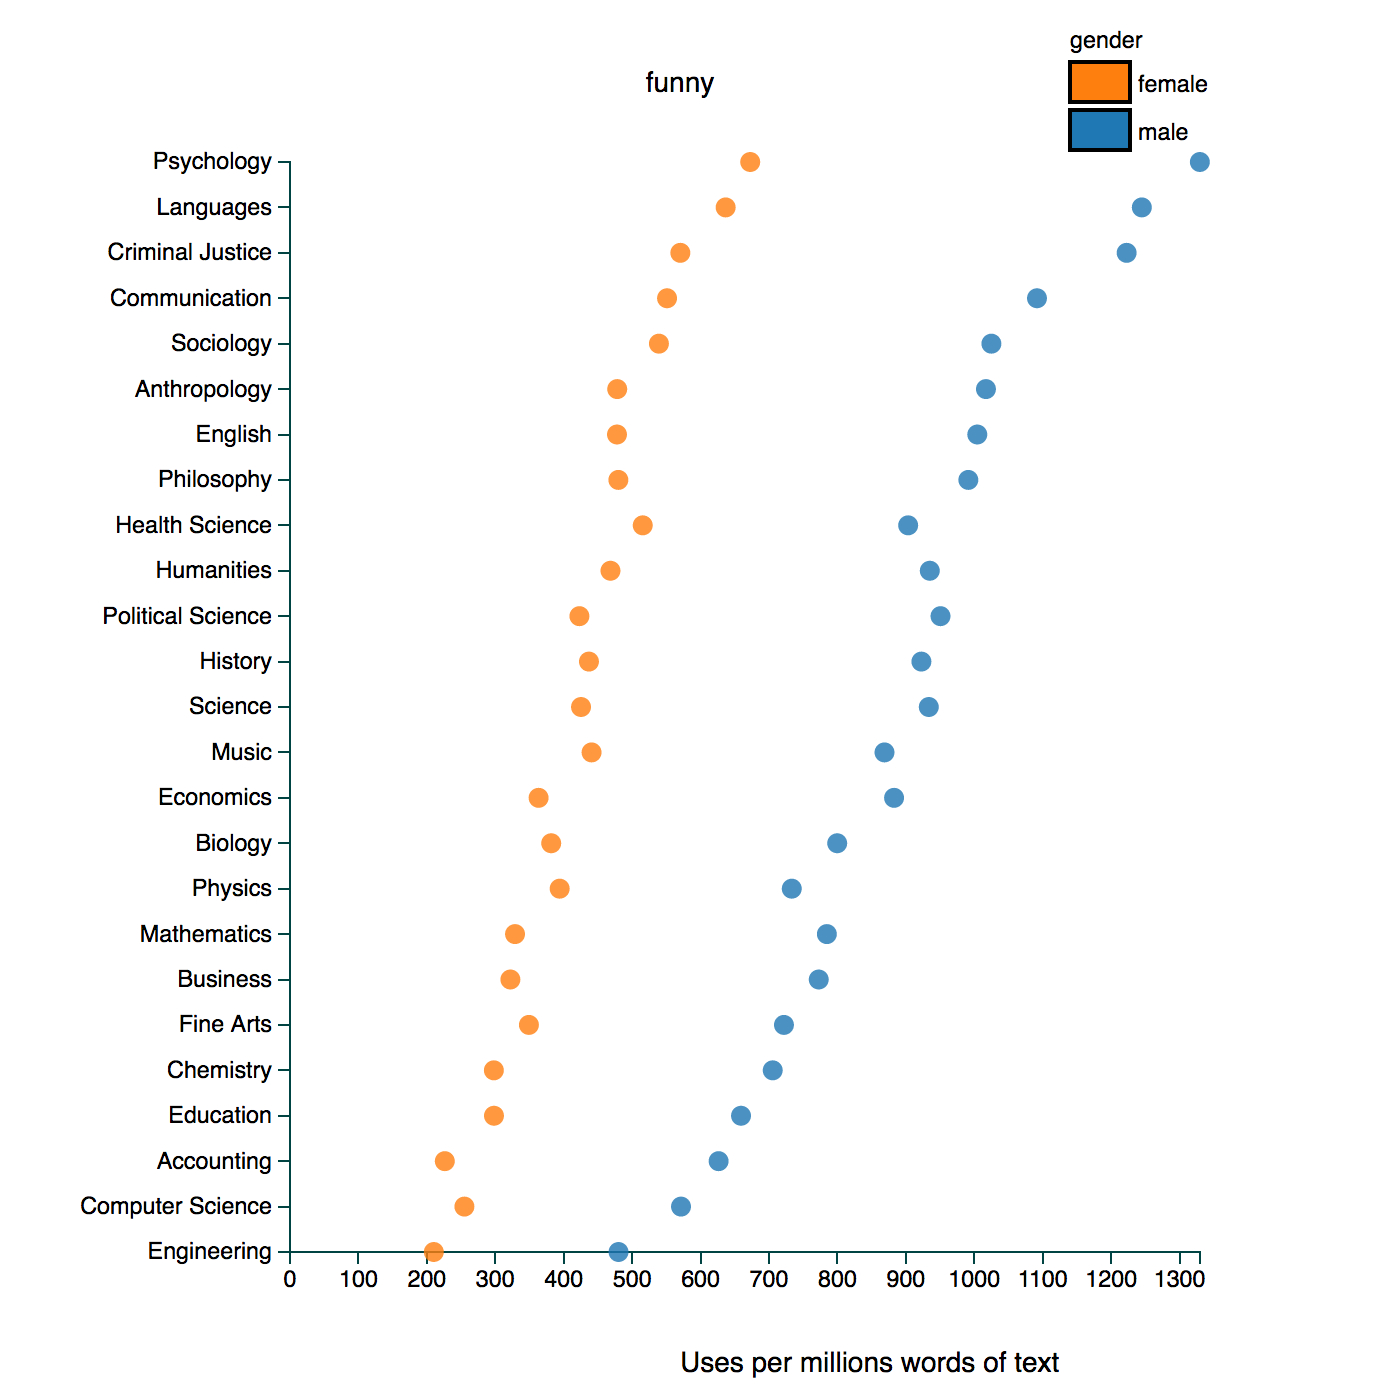 gender
female
male
funny
Psychology
Languages
Criminal Justice
Communication
Sociology
Anthropology
English
Philosophy
Health Science
Humanities
Political Science
History
Science
Music
Economics
Biology
Physics
Mathematics
Business
Fine Arts
Chemistry
Education
Accounting
Computer Science
Engineering
0 100 200 300 400 500 600 700 800 900 1000 1100 1200 1300
Uses per millions words of text